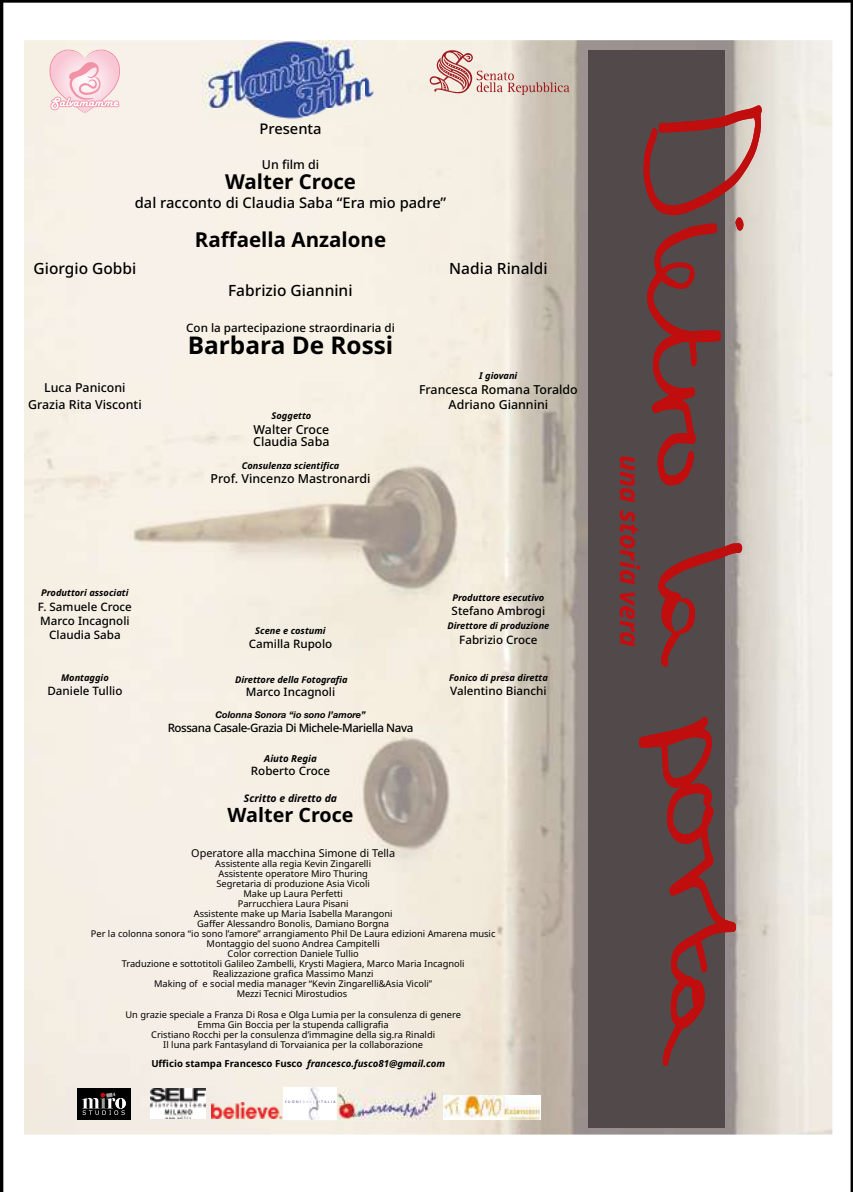 Salvamamme
Flaminia
Film
Senato
della Repubblica
Presenta
Un film di
Walter Croce
dal racconto di Claudia Saba “Era mio padre”
Raffaella Anzalone
Giorgio Gobbi
Nadia Rinaldi
Fabrizio Giannini
Con la partecipazione straordinaria di
Barbara De Rossi
Luca Paniconi
Grazia Rita Visconti
I giovani
Francesca Romana Toraldo
Adriano Giannini
Soggetto
Walter Croce
Claudia Saba
Consulenza scientifica
Prof. Vincenzo Mastronardi
Produttori associati
F. Samuele Croce
Marco Incagnoli
Claudia Saba
Scene e costumi
Camilla Rupolo
Produttore esecutivo
Stefano Ambrogi
Direttore di produzione
Fabrizio Croce
Montaggio
Daniele Tullio
Direttore della Fotografia
Marco Incagnoli
Fonico di presa diretta
Valentino Bianchi
Colonna Sonora “io sono l’amore”
Rossana Casale-Grazia Di Michele-Mariella Nava
Aiuto Regia
Roberto Croce
Scritto e diretto da
Walter Croce
Operatore alla macchina Simone di Tella
Assistente alla regia Kevin Zingarelli
Assistente operatore Miro Thuring
Segretaria di produzione Asia Vicoli
Make up Laura Perfetti
Parrucchiera Laura Pisani
Assistente make up Maria Isabella Marangoni
Gaffer Alessandro Bonolis, Damiano Borgna
Per la colonna sonora “io sono l’amore” arrangiamento Phil De Laura edizioni Amarena music
Montaggio del suono Andrea Campitelli
Color correction Daniele Tullio
Traduzione e sottotitoli Galileo Zambelli, Krysti Magiera, Marco Maria Incagnoli
Realizzazione grafica Massimo Manzi
Making of e social media manager “Kevin Zingarelli&Asia Vicoli”
Mezzi Tecnici Mirostudios
Un grazie speciale a Franza Di Rosa e Olga Lumia per la consulenza di genere
Emma Gin Boccia per la stupenda calligrafia
Cristiano Rocchi per la consulenza d’immagine della sig.ra Rinaldi
Il luna park Fantasyland di Torvaianica per la collaborazione
Ufficio stampa Francesco Fusco francesco.fusco81@gmail.com
miro
STUDIOS
SELF
distribuzione
MILANO
believe.
TI AMO
Dietro la porta
una storia vera